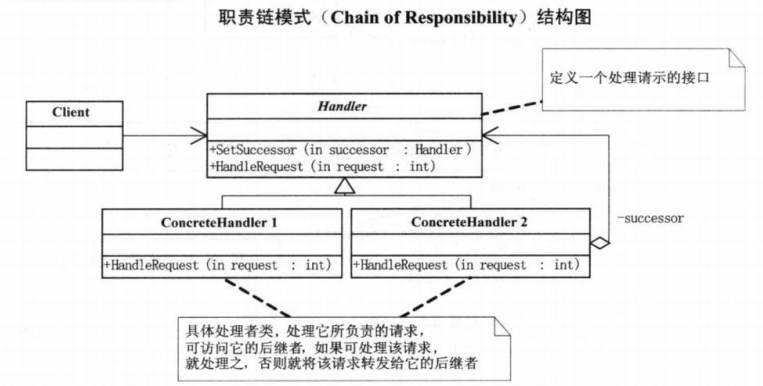 职责链模式（Chain of Responsibility）结构图
定义一个处理请示的接口
Client
Handler
+SetSuccessor (in successor : Handler)
+HandleRequest (in request : int)
-successor
ConcreteHandler 1
+HandleRequest (in request : int)
ConcreteHandler 2
+HandleRequest (in request : int)
具体处理者类，处理它所负责的请求，
可访问它的后继者，如果可处理该请求，
就处理之，否则就将该请求转发给它的后继者